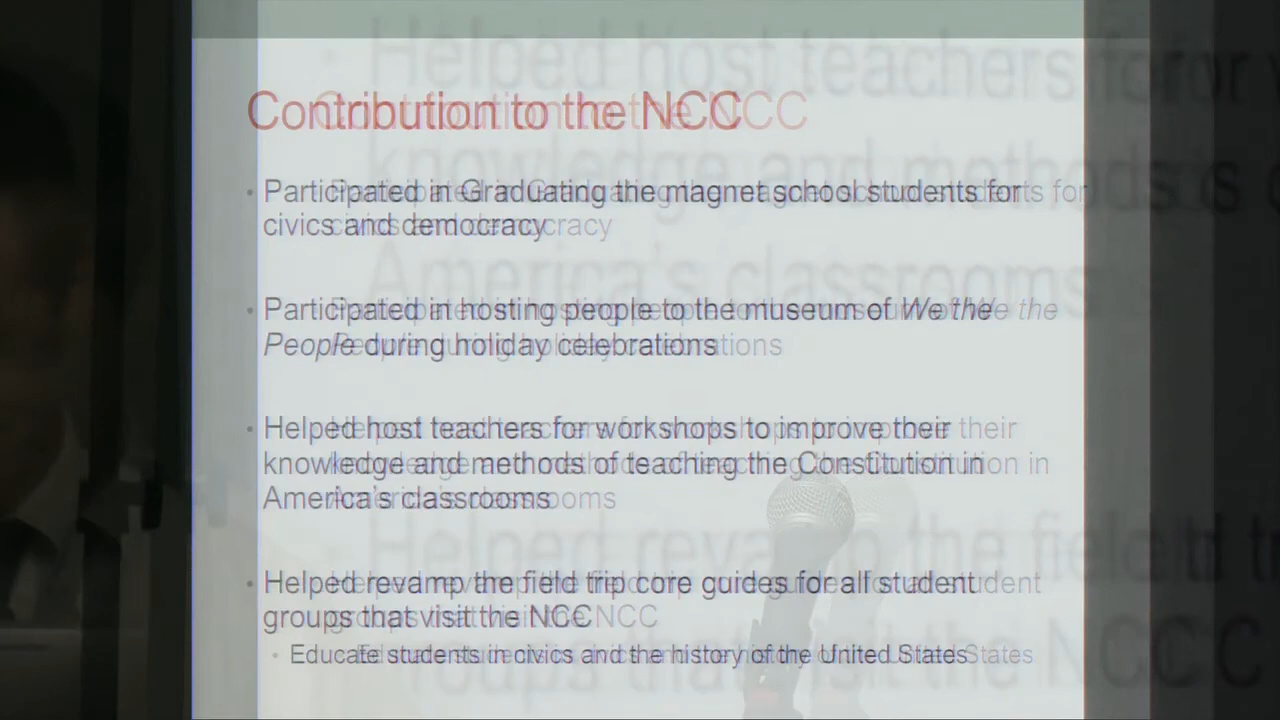 Contribution to the NCC
• Participated in Graduating the magnet school students for
civics and democracy
• Participated in hosting people to the museum of We the
People during holiday celebrations
• Helped host teachers for workshops to improve their
knowledge and methods of teaching the Constitution in
America's classrooms
• Helped revamp the field trip core guides for all student
groups that visit the NCC
• Educate students in civics and the history of the United States